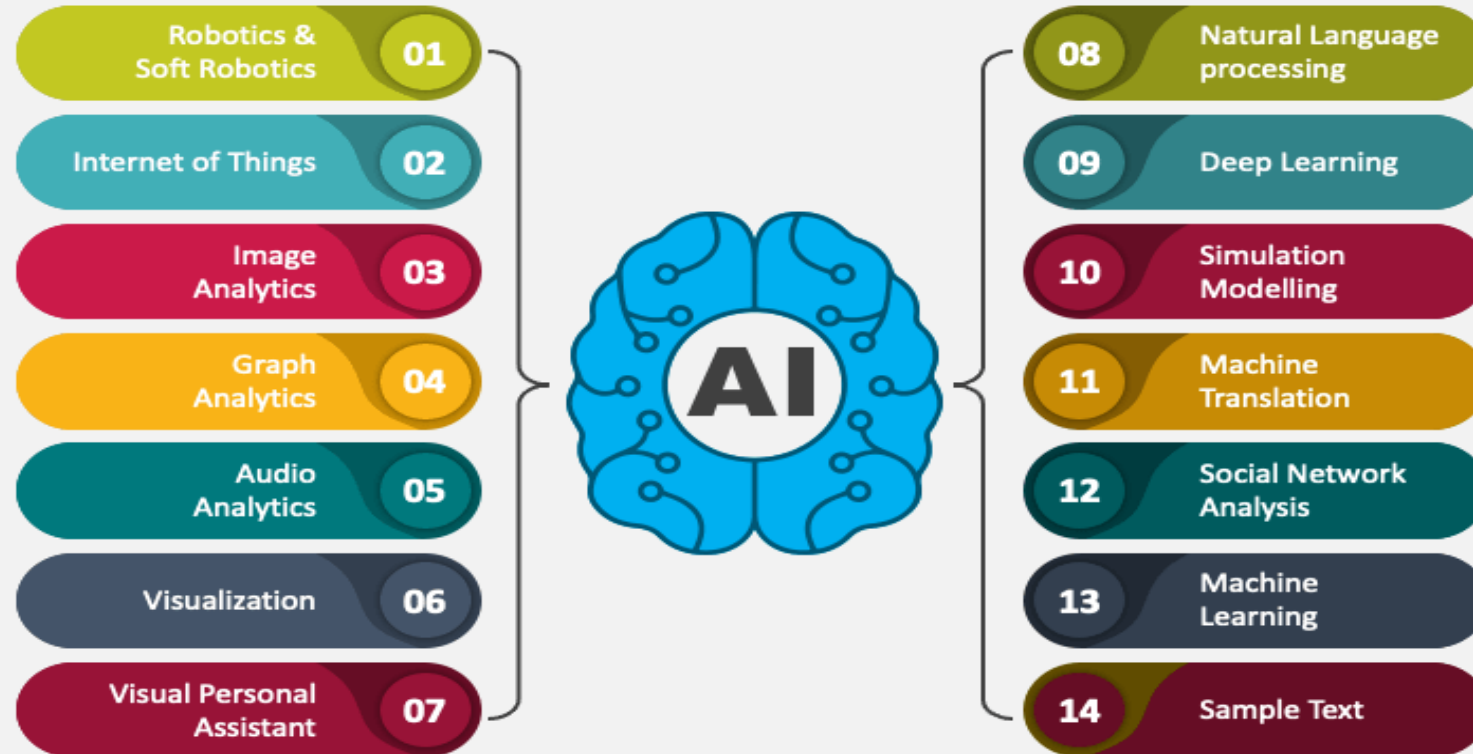 Robotics &
Soft Robotics
01
Internet of Things
02
Image
Analytics
03
Graph
Analytics
04
Audio
Analytics
05
Visualization
06
Visual Personal
Assistant
07
AI
08
Natural Language
processing
09
Deep Learning
10
Simulation
Modelling
11
Machine
Translation
12
Social Network
Analysis
13
Machine
Learning
14
Sample Text